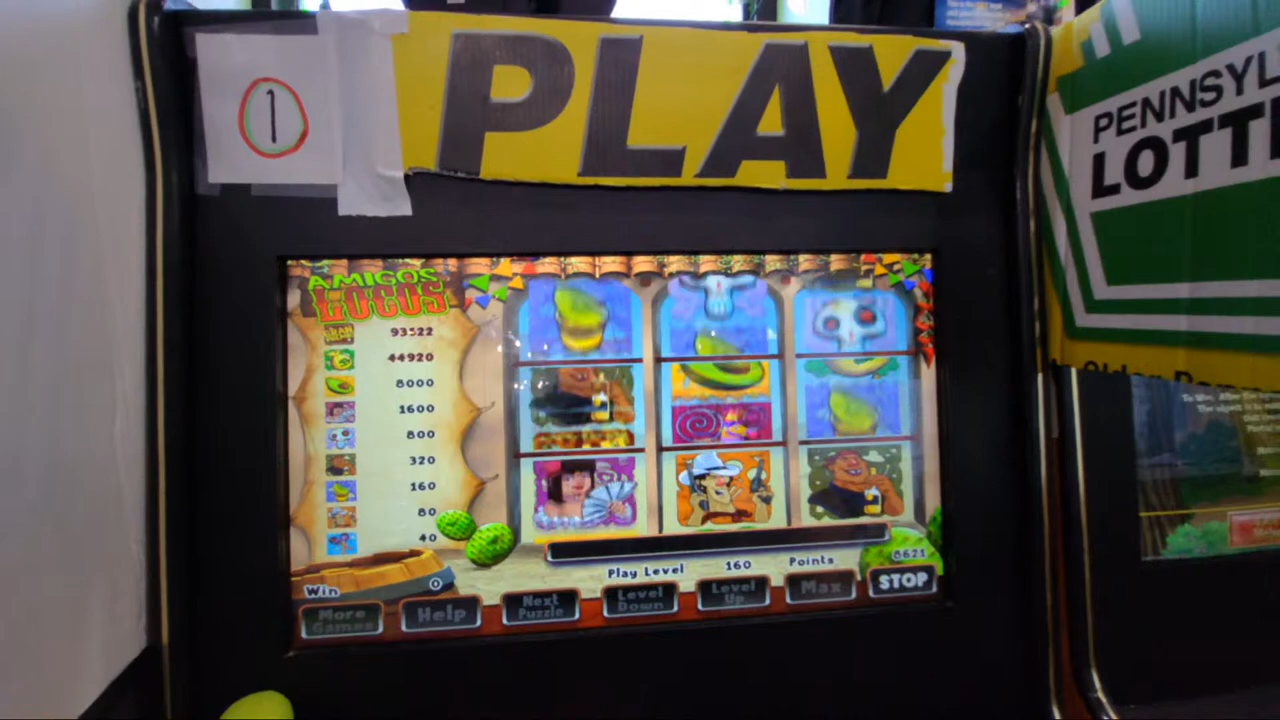 1
PLAY
PENNSYL
LOTTE
AMIGOS
LOCOS
93522
44920
8000
1600
800
320
160
80
40
Win 0
Play Level 160 Points 8621
More Games
Help
Next Puzzle
Level Down
Level Up
Max
STOP